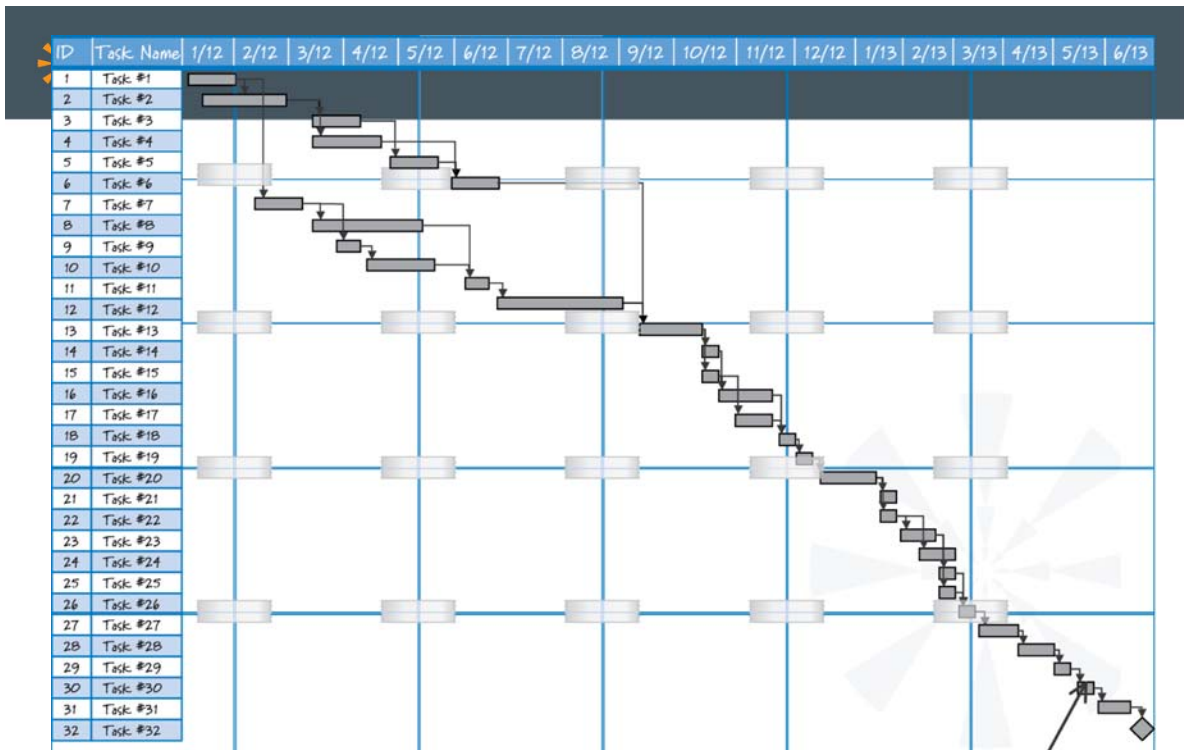 ID Task Name 1/12 2/12 3/12 4/12 5/12 6/12 7/12 8/12 9/12 10/12 11/12 12/12 1/13 2/13 3/13 4/13 5/13 6/13
1 Task #1
2 Task #2
3 Task #3
4 Task #4
5 Task #5
6 Task #6
7 Task #7
8 Task #8
9 Task #9
10 Task #10
11 Task #11
12 Task #12
13 Task #13
14 Task #14
15 Task #15
16 Task #16
17 Task #17
18 Task #18
19 Task #19
20 Task #20
21 Task #21
22 Task #22
23 Task #23
24 Task #24
25 Task #25
26 Task #26
27 Task #27
28 Task #28
29 Task #29
30 Task #30
31 Task #31
32 Task #32